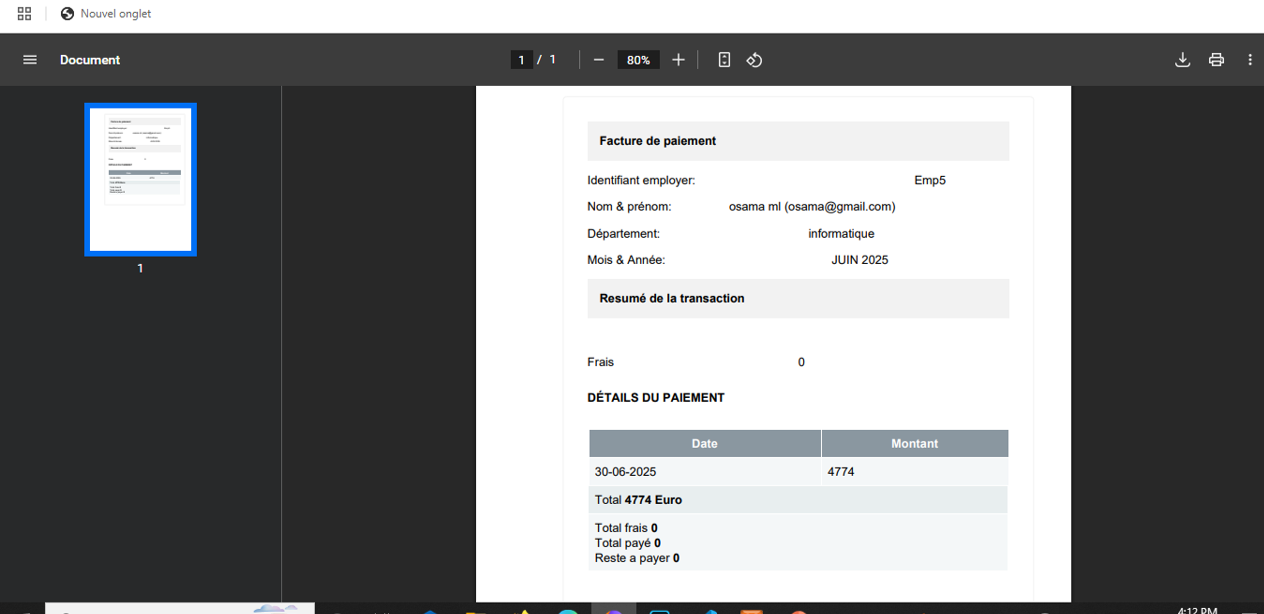 Nouvel onglet
Document
1 / 1
80%
Facture de paiement
Identifiant employer: Emp5
Nom & prénom: osama ml (osama@gmail.com)
Département: informatique
Mois & Année: JUIN 2025
Resumé de la transaction
Frais 0
DÉTAILS DU PAIEMENT
Date Montant
30-06-2025 4774
Total 4774 Euro
Total frais 0
Total payé 0
Reste a payer 0
1
4:12 PM